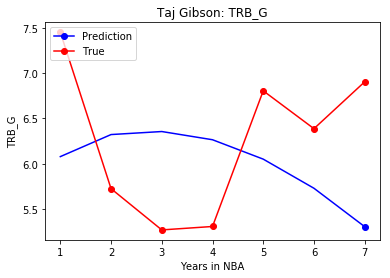 Taj Gibson: TRB_G
Prediction
True
7.5
7.0
6.5
6.0
5.5
TRB_G
1 2 3 4 5 6 7
Years in NBA